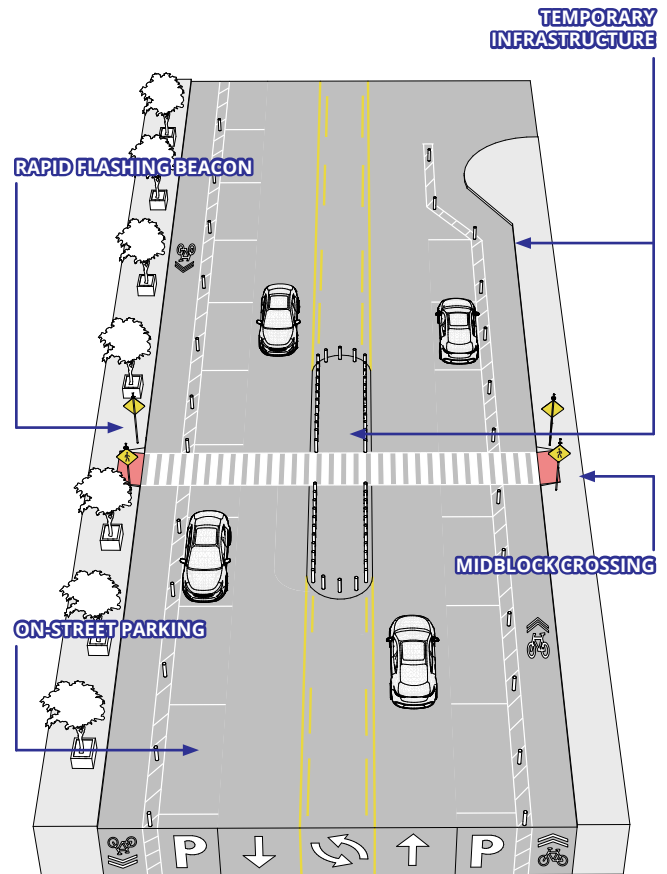 TEMPORARY
INFRASTRUCTURE
RAPID FLASHING BEACON
MIDBLOCK CROSSING
ON-STREET PARKING
P
P